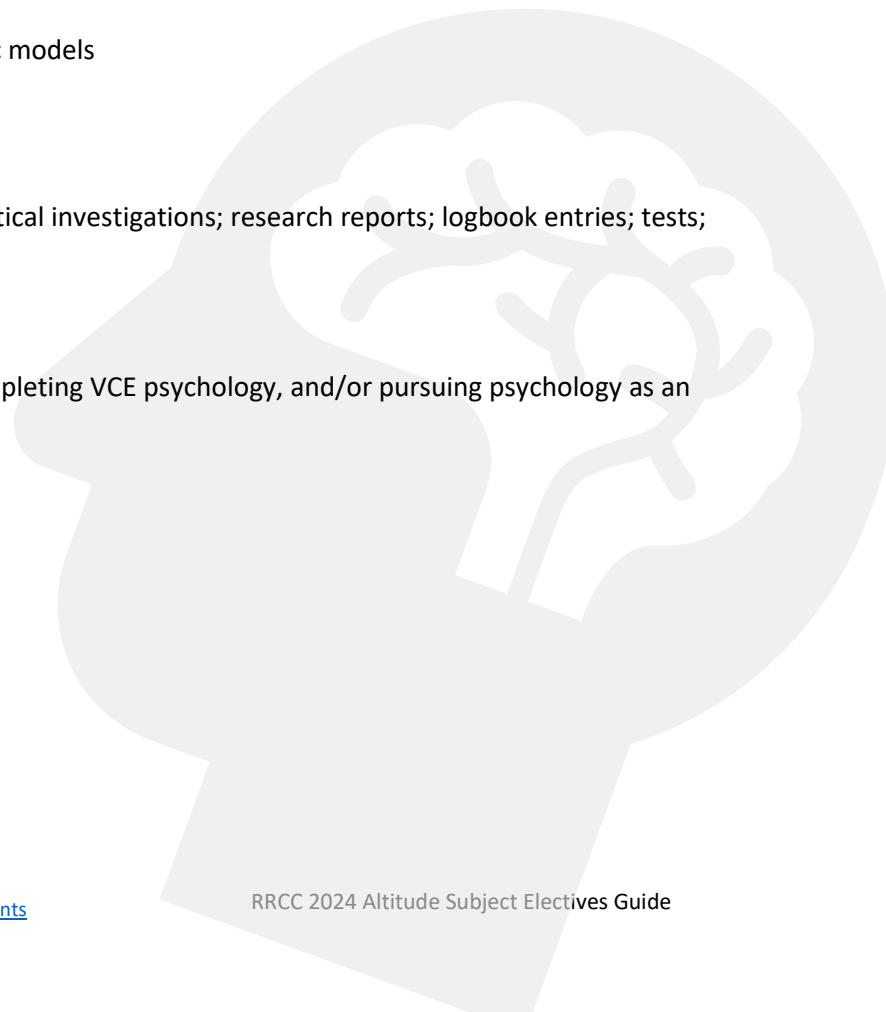 models
tical investigations; research reports; logbook entries; tests;
pleting VCE psychology, and/or pursuing psychology as an
nts
RRCC 2024 Altitude Subject Electives Guide